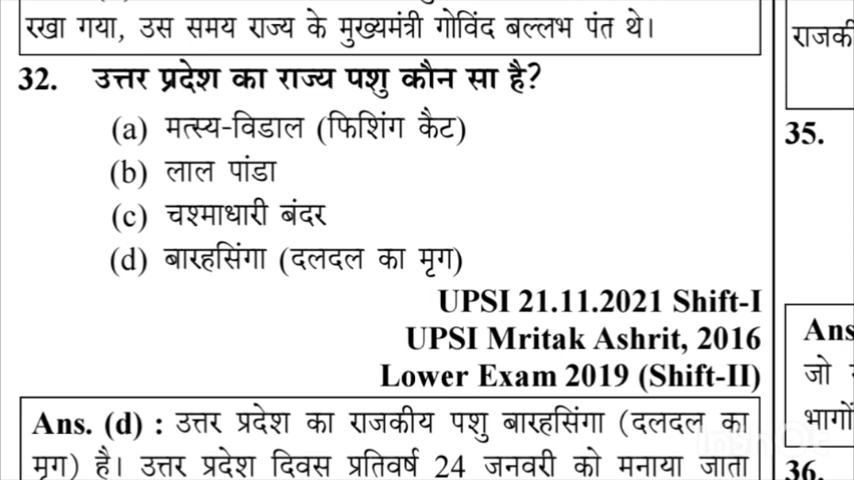 रखा गया, उस समय राज्य के मुख्यमंत्री गोविंद बल्लभ पंत थे।
32. उत्तर प्रदेश का राज्य पशु कौन सा है?
(a) मत्स्य-विडाल (फिशिंग कैट)
(b) लाल पांडा
(c) चश्माधारी बंदर
(d) बारहसिंगा (दलदल का मृग)
UPSI 21.11.2021 Shift-I
UPSI Mritak Ashrit, 2016
Lower Exam 2019 (Shift-II)
Ans. (d) : उत्तर प्रदेश का राजकीय पशु बारहसिंगा (दलदल का
मृग) है। उत्तर प्रदेश दिवस प्रतिवर्ष 24 जनवरी को मनाया जाता
35.
Ans
जो
36.